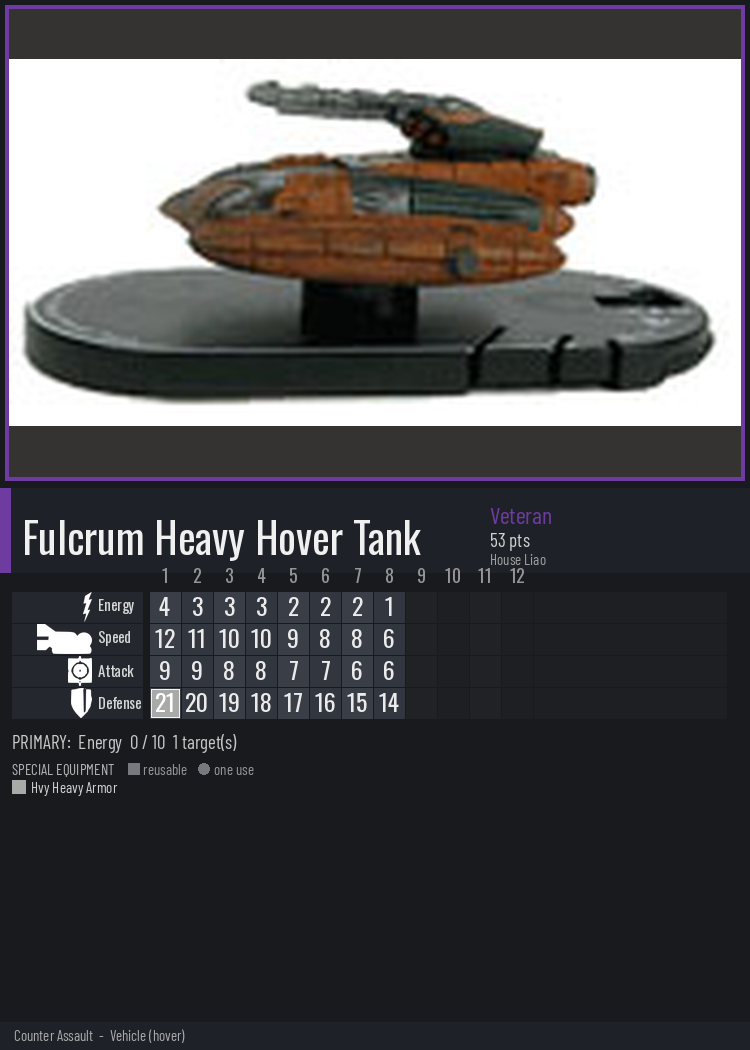 Fulcrum Heavy Hover Tank
Veteran
53 pts
House Liao
1 2 3 4 5 6 7 8 9 10 11 12
Energy 4 3 3 3 2 2 2 1
Speed 12 11 10 10 9 8 8 6
Attack 9 9 8 8 7 7 6 6
Defense 21 20 19 18 17 16 15 14
PRIMARY: Energy 0 / 10 1 target(s)
SPECIAL EQUIPMENT reusable one use
Hvy Heavy Armor
Counter Assault - Vehicle (hover)